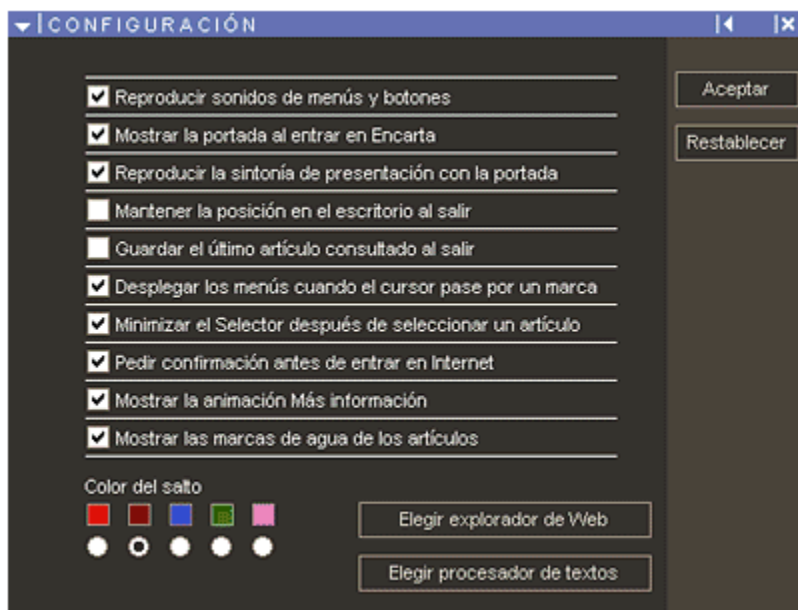 CONFIGURACIÓN
Reproducir sonidos de menús y botones
Mostrar la portada al entrar en Encarta
Reproducir la sintonía de presentación con la portada
Mantener la posición en el escritorio al salir
Guardar el último artículo consultado al salir
Desplegar los menús cuando el cursor pase por un marca
Minimizar el Selector después de seleccionar un artículo
Pedir confirmación antes de entrar en Internet
Mostrar la animación Más información
Mostrar las marcas de agua de los artículos
Color del salto
Elegir explorador de Web
Elegir procesador de textos
Aceptar
Restablecer